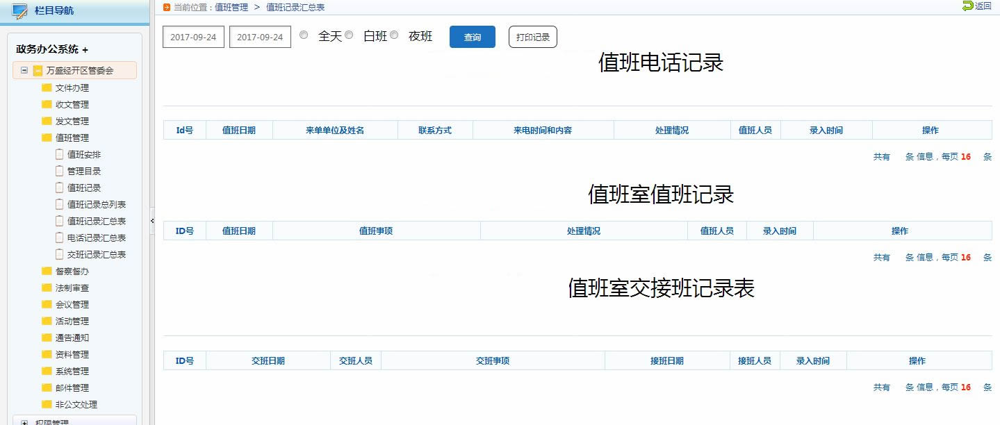 栏目导航
政务办公系统 +
万盛经开区管委会
文件办理
收文管理
发文管理
值班管理
值班安排
管理目录
值班记录
值班记录总列表
值班记录汇总表
电话记录汇总表
交班记录汇总表
督察督办
法制审查
会议管理
活动管理
通告通知
资料管理
系统管理
邮件管理
非公文处理
权限管理
当前位置：值班管理 > 值班记录汇总表 返回
2017-09-24 2017-09-24 全天 白班 夜班 查询 打印记录
值班电话记录
Id号 值班日期 来单单位及姓名 联系方式 来电时间和内容 处理情况 值班人员 录入时间 操作
共有 条 信息，每页 16 条
值班室值班记录
ID号 值班日期 值班事项 处理情况 值班人员 录入时间 操作
共有 条 信息，每页 16 条
值班室交接班记录表
ID号 交班日期 交班人员 交班事项 接班日期 接班人员 录入时间 操作
共有 条 信息，每页 16 条